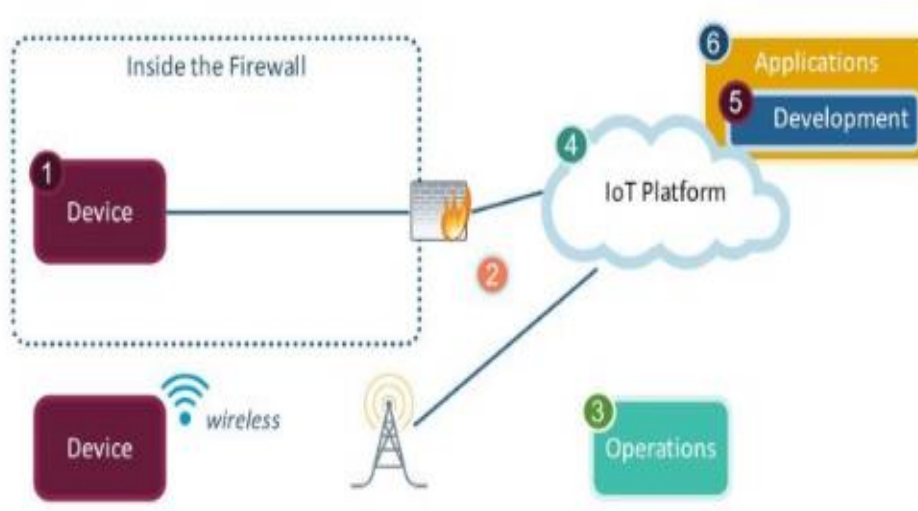 6
Applications
Inside the Firewall
5
Development
4
1
IoT Platform
Device
2
wireless
3
Device
Operations